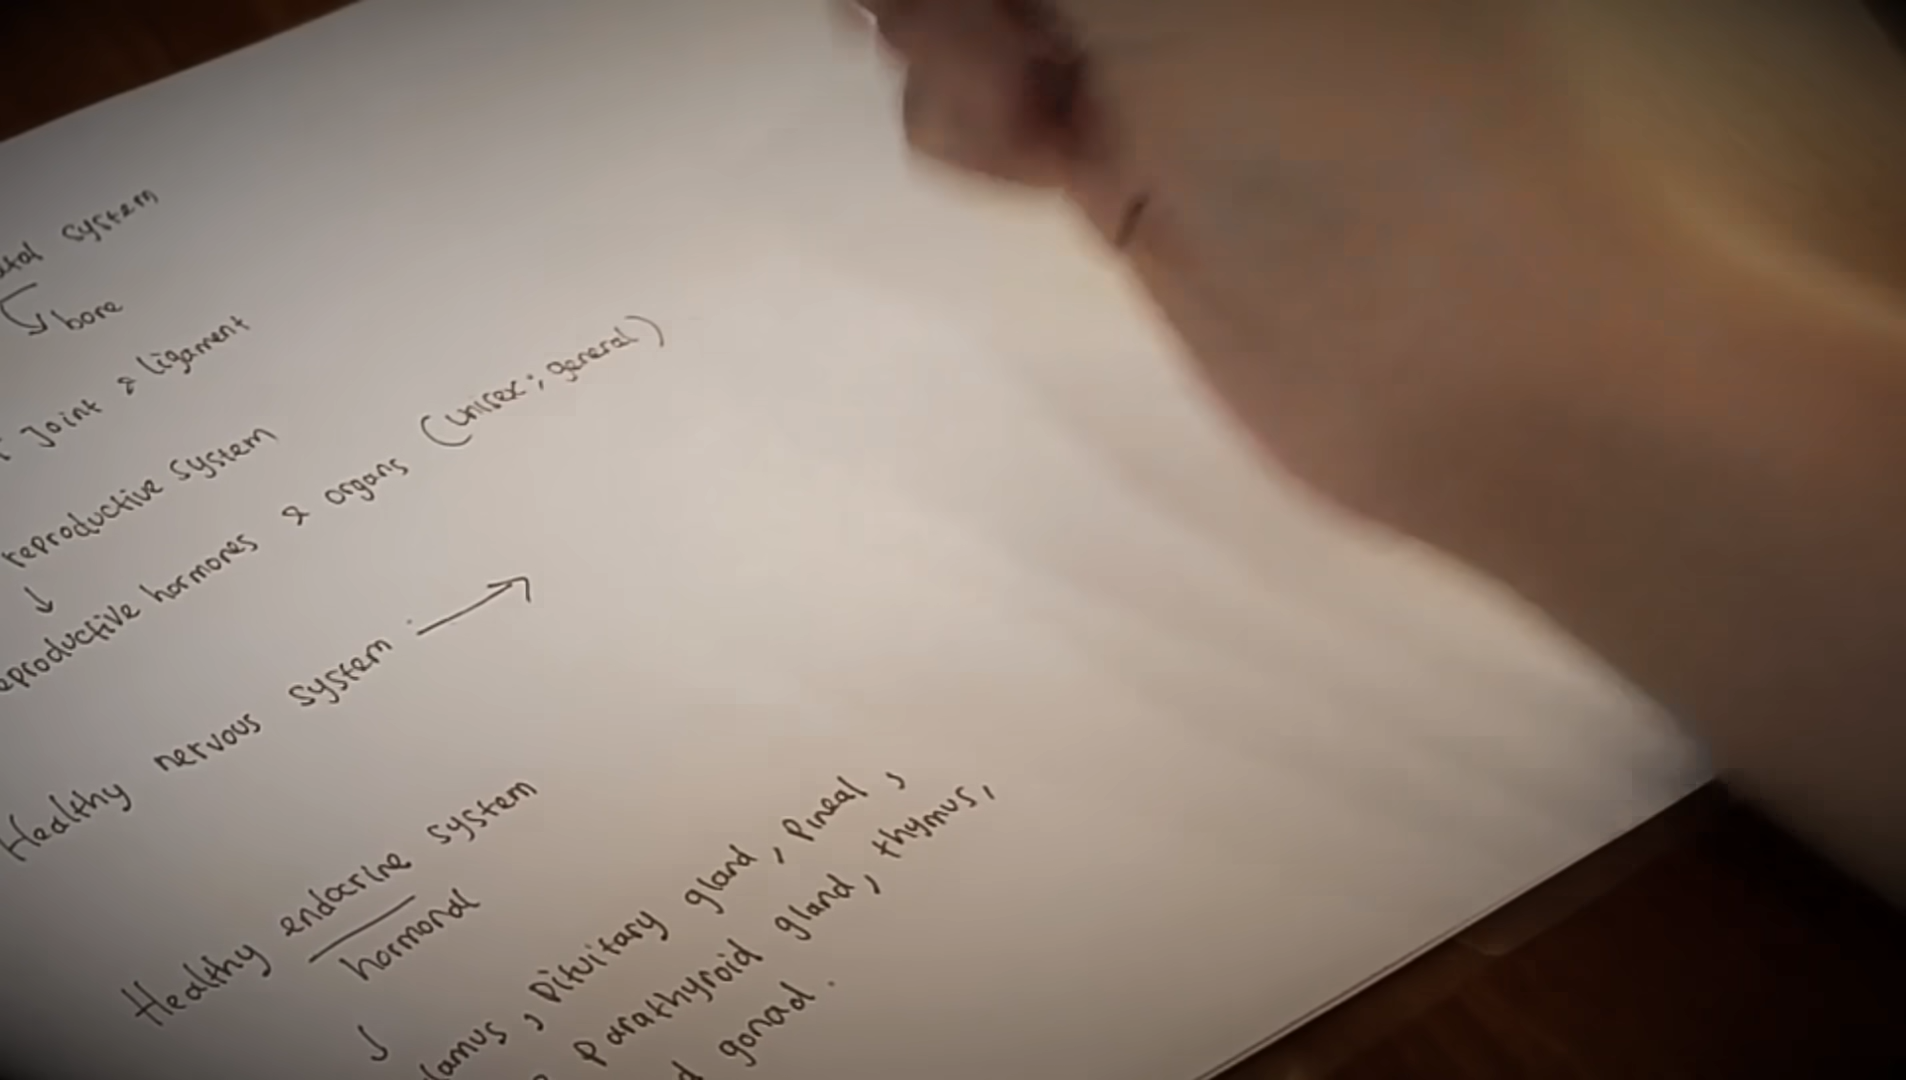 system
bone
Joint & ligament
reproductive system
reproductive hormones & organs (unisex; general)
Healthy nervous system
Healthy endocrine system
hormonal
, pituitary gland, pineal,
parathyroid gland, thymus,
gonad.